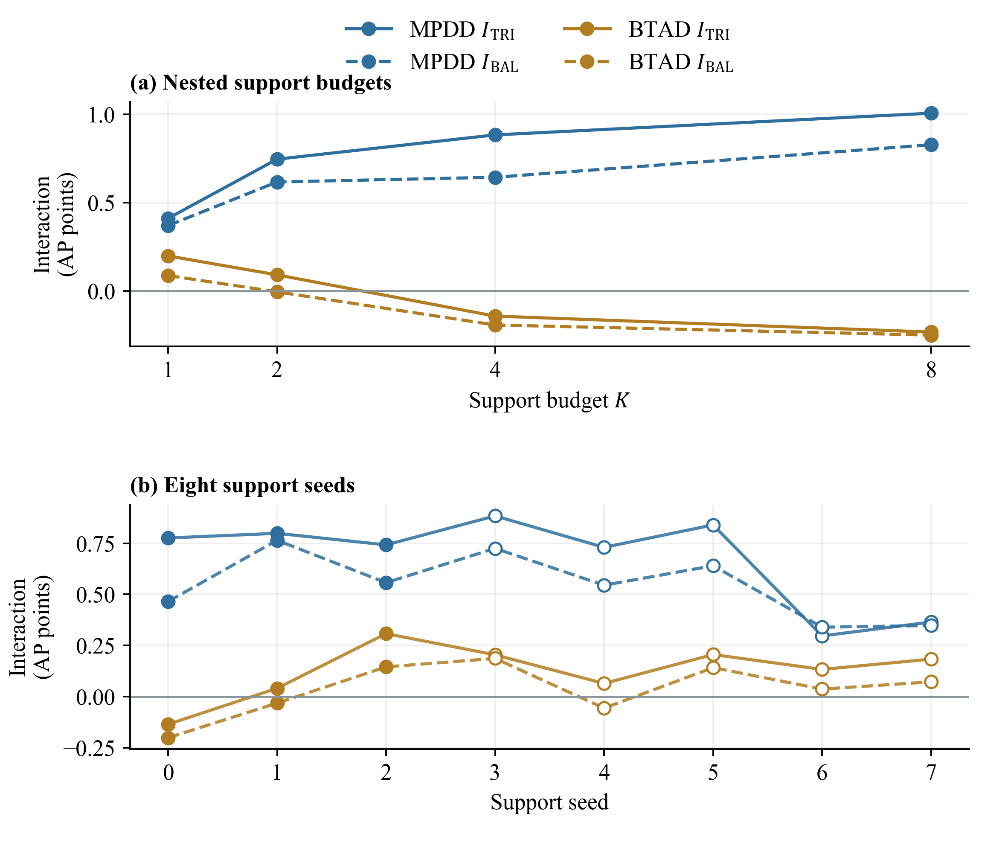 MPDD I_TRI
BTAD I_TRI
MPDD I_BAL
BTAD I_BAL
(a) Nested support budgets
Interaction
(AP points)
1.0
0.5
0.0
1 2 4 8
Support budget K
(b) Eight support seeds
Interaction
(AP points)
0.75
0.50
0.25
0.00
−0.25
0 1 2 3 4 5 6 7
Support seed